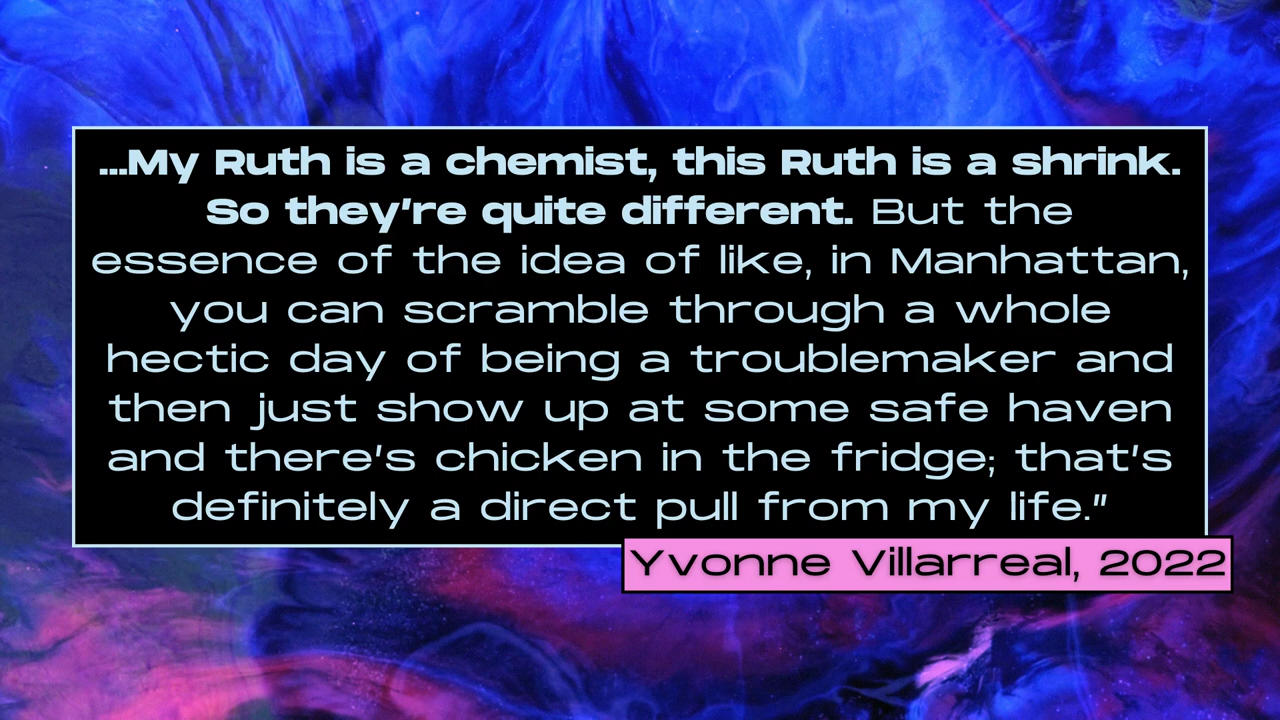 ...My Ruth is a chemist, this Ruth is a shrink.
So they're quite different. But the
essence of the idea of like, in Manhattan,
you can scramble through a whole
hectic day of being a troublemaker and
then just show up at some safe haven
and there's chicken in the fridge; that's
definitely a direct pull from my life."
Yvonne Villarreal, 2022